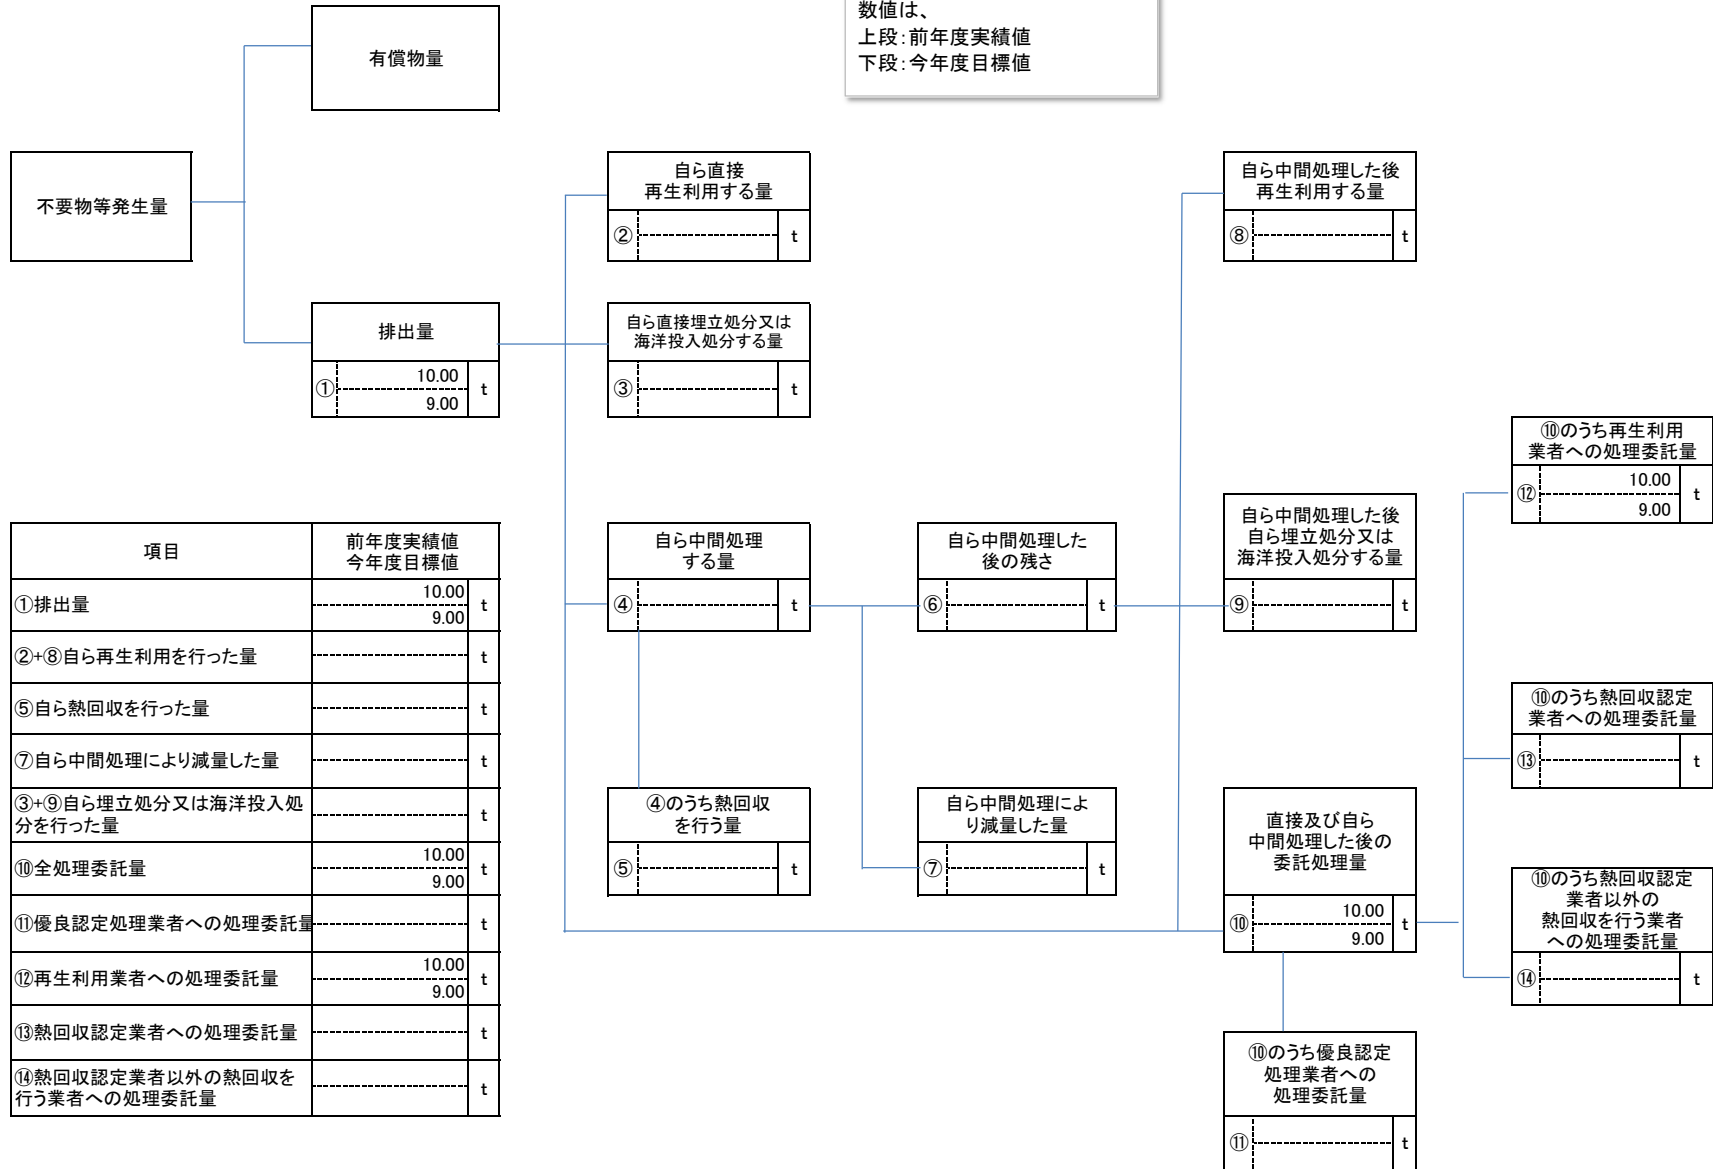 数値は、
上段：前年度実績値
下段：今年度目標値
有償物量
不要物等発生量
自ら直接
再生利用する量
② t
自ら中間処理した後
再生利用する量
⑧ t
排出量
10.00
① t
9.00
自ら直接埋立処分又は
海洋投入処分する量
③ t
⑩のうち再生利用
業者への処理委託量
10.00
⑫ t
9.00
自ら中間処理
する量
④ t
自ら中間処理した
後の残さ
⑥ t
自ら中間処理した後
自ら埋立処分又は
海洋投入処分する量
⑨ t
⑩のうち熱回収認定
業者への処理委託量
⑬ t
④のうち熱回収
を行う量
⑤ t
自ら中間処理によ
り減量した量
⑦ t
直接及び自ら
中間処理した後の
委託処理量
10.00
⑩ t
9.00
⑩のうち熱回収認定
業者以外の
熱回収を行う業者
への処理委託量
⑭ t
⑩のうち優良認定
処理業者への
処理委託量
⑪ t
項目
前年度実績値
今年度目標値
①排出量
10.00
t
9.00
②+⑧自ら再生利用を行った量 t
⑤自ら熱回収を行った量 t
⑦自ら中間処理により減量した量 t
③+⑨自ら埋立処分又は海洋投入処
分を行った量
t
⑩全処理委託量
10.00
t
9.00
⑪優良認定処理業者への処理委託量 t
⑫再生利用業者への処理委託量
10.00
t
9.00
⑬熱回収認定業者への処理委託量 t
⑭熱回収認定業者以外の熱回収を
行う業者への処理委託量
t